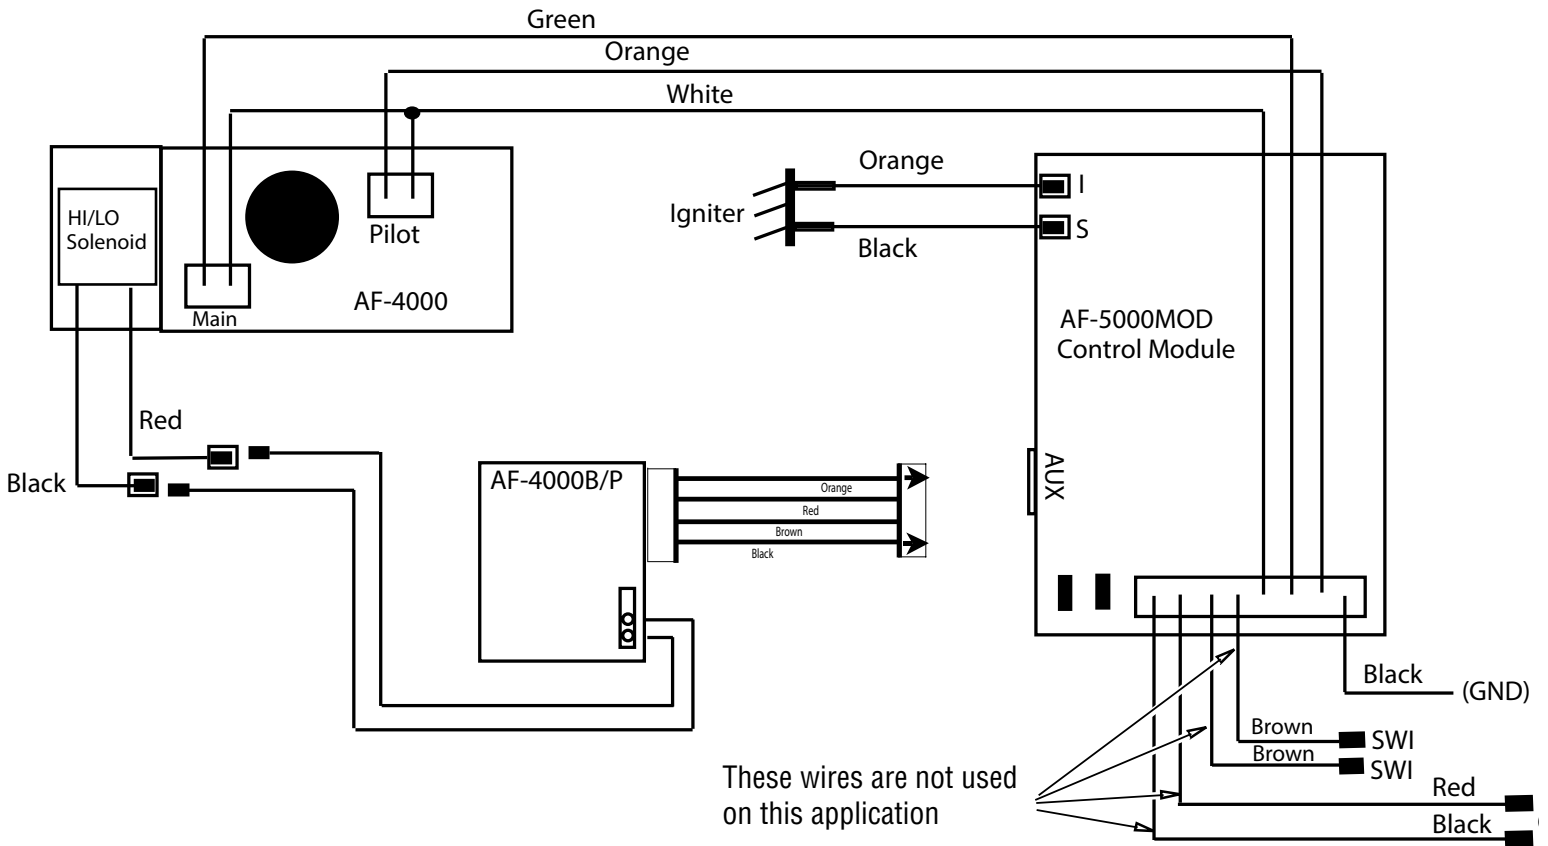 Green
Orange
White
Orange
I
Igniter
S
Black
HI/LO
Solenoid
Pilot
Main
AF-4000
AF-5000MOD
Control Module
Red
Black
AF-4000B/P
Orange
Red
Brown
Black
AUX
Black
(GND)
Brown
SWI
Brown
SWI
These wires are not used
on this application
Red
Black